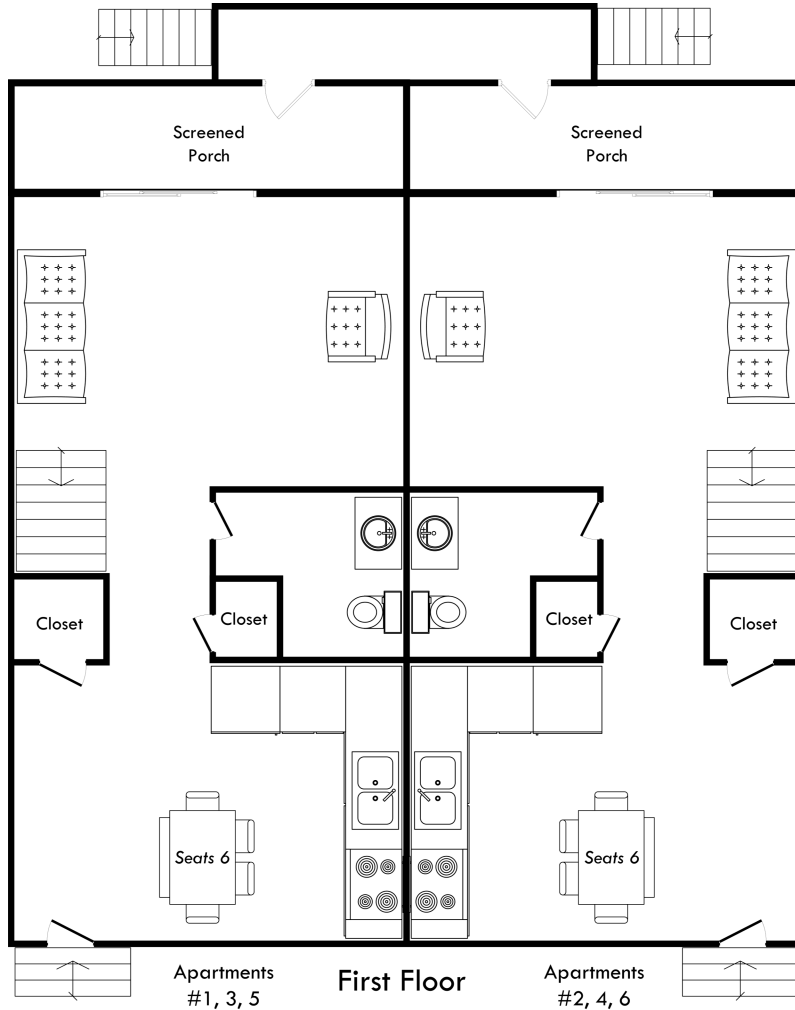 Screened
Porch
Screened
Porch
Closet
Closet
Closet
Closet
Seats 6
Seats 6
Apartments
#1, 3, 5
First Floor
Apartments
#2, 4, 6